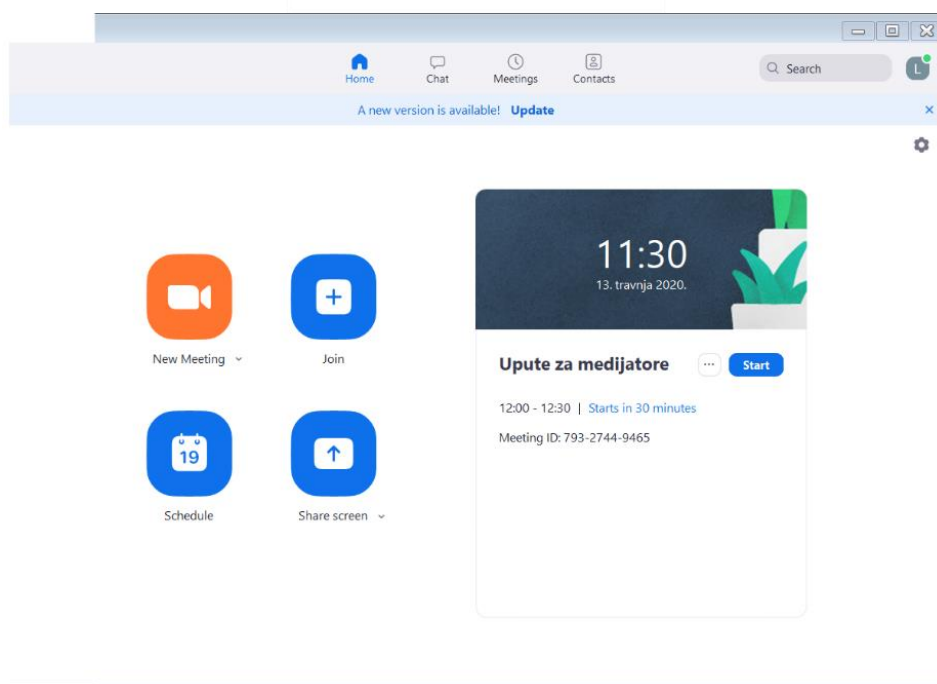 Home
Chat
Meetings
Contacts
Search
L
A new version is available! Update
11:30
13. travnja 2020.
New Meeting
Join
Upute za medijatore
Start
12:00 - 12:30 | Starts in 30 minutes
Meeting ID: 793-2744-9465
19
Schedule
Share screen